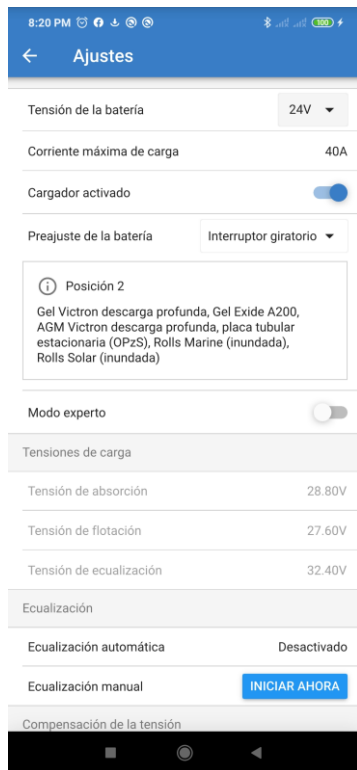 8:20 PM
100
Ajustes
Tensión de la batería 24V
Corriente máxima de carga 40A
Cargador activado
Preajuste de la batería Interruptor giratorio
Posición 2
Gel Victron descarga profunda, Gel Exide A200,
AGM Victron descarga profunda, placa tubular
estacionaria (OPzS), Rolls Marine (inundada),
Rolls Solar (inundada)
Modo experto
Tensiones de carga
Tensión de absorción 28.80V
Tensión de flotación 27.60V
Tensión de ecualización 32.40V
Ecualización
Ecualización automática Desactivado
Ecualización manual INICIAR AHORA
Compensación de la tensión